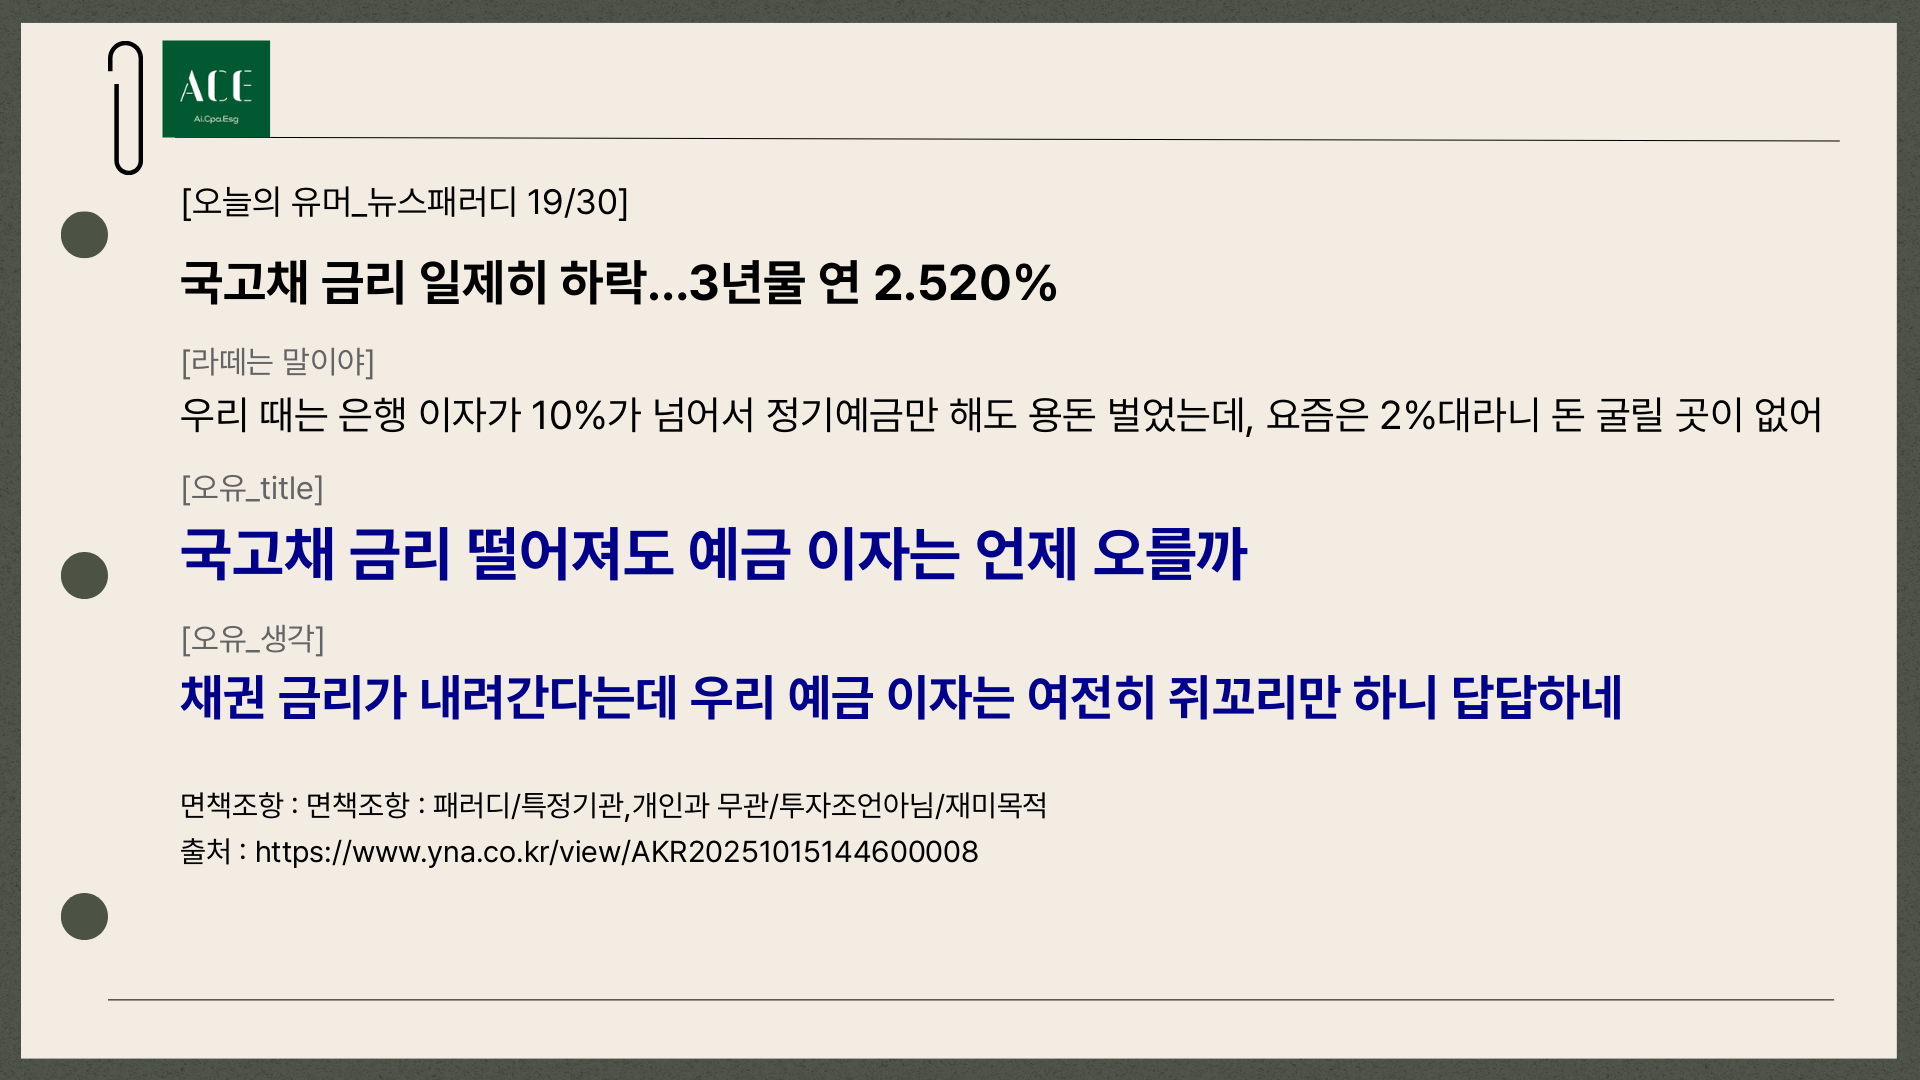 ACE
Ai.Cpa.Esg
[오늘의 유머_뉴스패러디 19/30]
국고채 금리 일제히 하락...3년물 연 2.520%
[라떼는 말이야]
우리 때는 은행 이자가 10%가 넘어서 정기예금만 해도 용돈 벌었는데, 요즘은 2%대라니 돈 굴릴 곳이 없어
[오유_title]
국고채 금리 떨어져도 예금 이자는 언제 오를까
[오유_생각]
채권 금리가 내려간다는데 우리 예금 이자는 여전히 쥐꼬리만 하니 답답하네
면책조항 : 면책조항 : 패러디/특정기관,개인과 무관/투자조언아님/재미목적
출처 : https://www.yna.co.kr/view/AKR20251015144600008